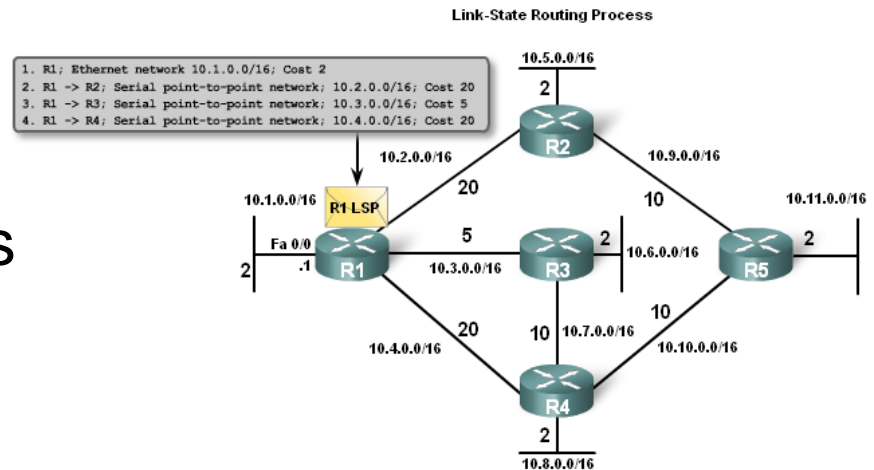 Link-State Routing Process
1. R1; Ethernet network 10.1.0.0/16; Cost 2
2. R1 -> R2; Serial point-to-point network; 10.2.0.0/16; Cost 20
3. R1 -> R3; Serial point-to-point network; 10.3.0.0/16; Cost 5
4. R1 -> R4; Serial point-to-point network; 10.4.0.0/16; Cost 20
10.5.0.0/16
2
R2
10.2.0.0/16
10.9.0.0/16
20
10
10.1.0.0/16
R1 LSP
10.11.0.0/16
s
Fa 0/0
.1
2
R1
5
10.3.0.0/16
R3
2
10.6.0.0/16
R5
2
20
10.4.0.0/16
10
10.7.0.0/16
10
10.10.0.0/16
R4
2
10.8.0.0/16